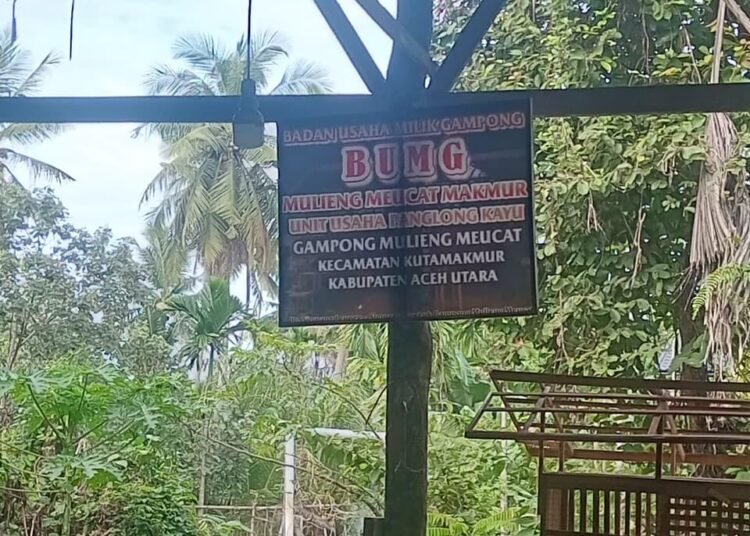 BADAN USAHA MILIK GAMPONG
BUMG
MULIENG MEUCAT MAKMUR
UNIT USAHA PANGLONG KAYU
GAMPONG MULIENG MEUCAT
KECAMATAN KUTAMAKMUR
KABUPATEN ACEH UTARA